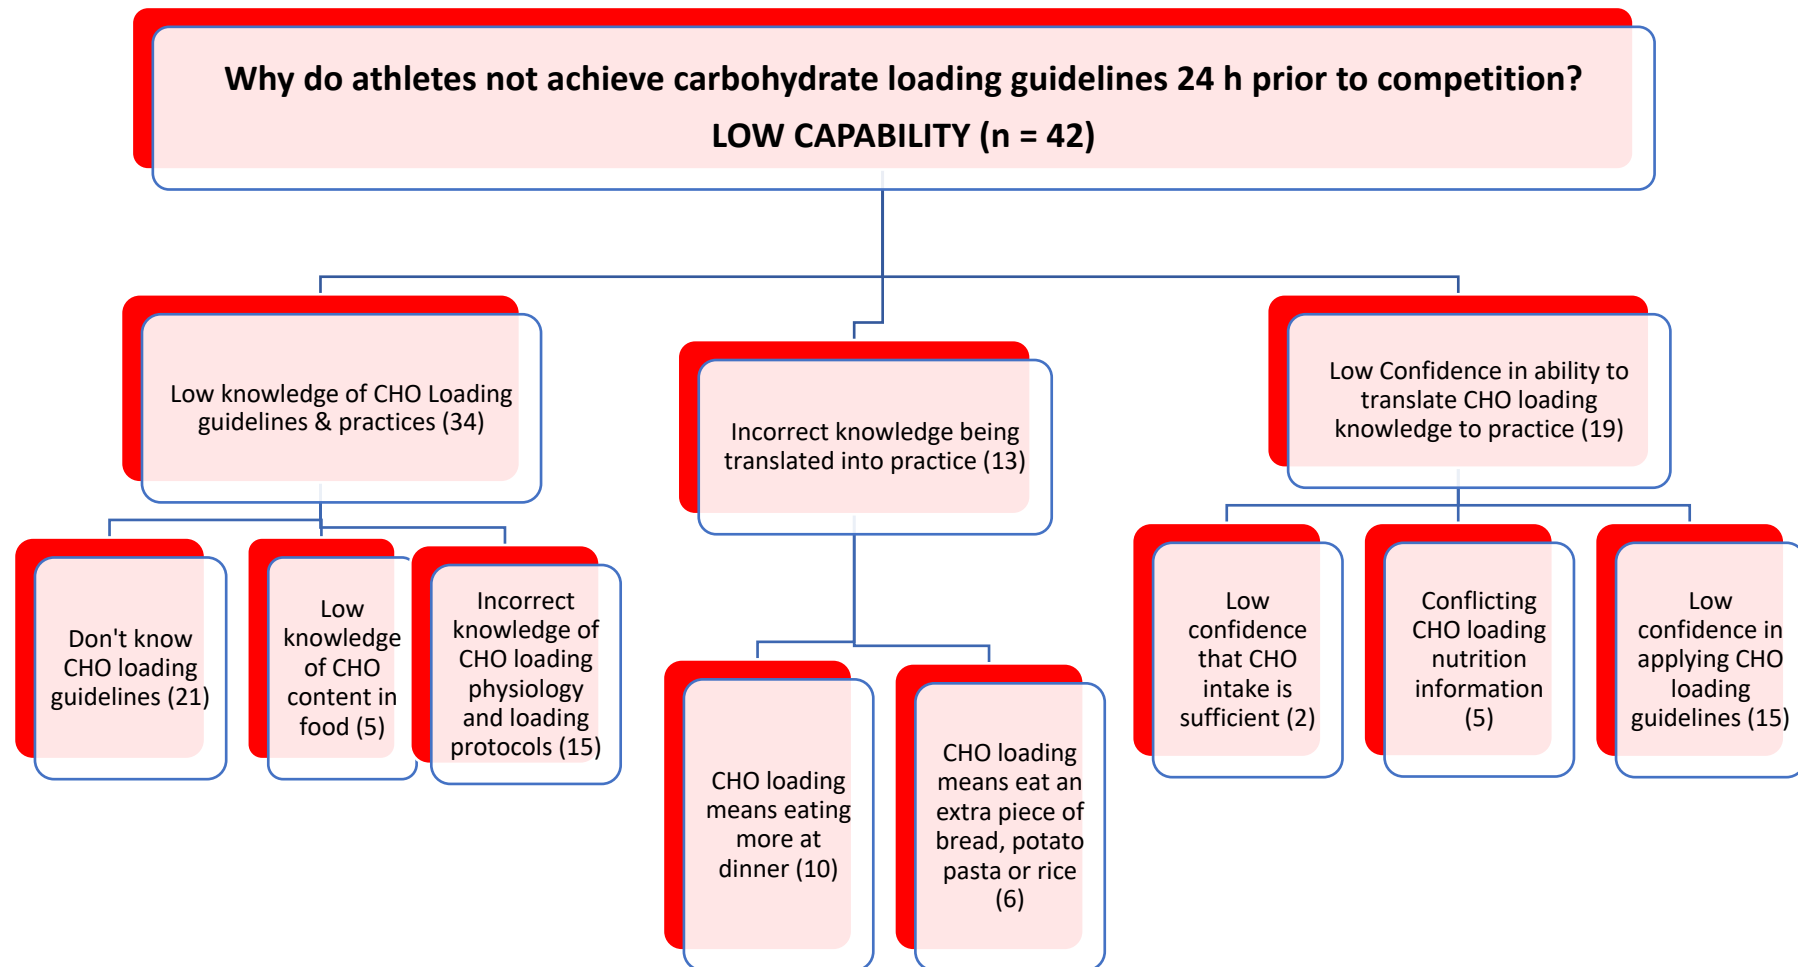 Why do athletes not achieve carbohydrate loading guidelines 24 h prior to competition?
LOW CAPABILITY (n = 42)
Low knowledge of CHO Loading
guidelines & practices (34)
Incorrect knowledge being
translated into practice (13)
Low Confidence in ability to
translate CHO loading
knowledge to practice (19)
Don't know
CHO loading
guidelines (21)
Low
knowledge
of CHO
content in
food (5)
Incorrect
knowledge of
CHO loading
physiology
and loading
protocols (15)
CHO loading
means eating
more at
dinner (10)
CHO loading
means eat an
extra piece of
bread, potato
pasta or rice
(6)
Low
confidence
that CHO
intake is
sufficient (2)
Conflicting
CHO loading
nutrition
information
(5)
Low
confidence in
applying CHO
loading
guidelines (15)